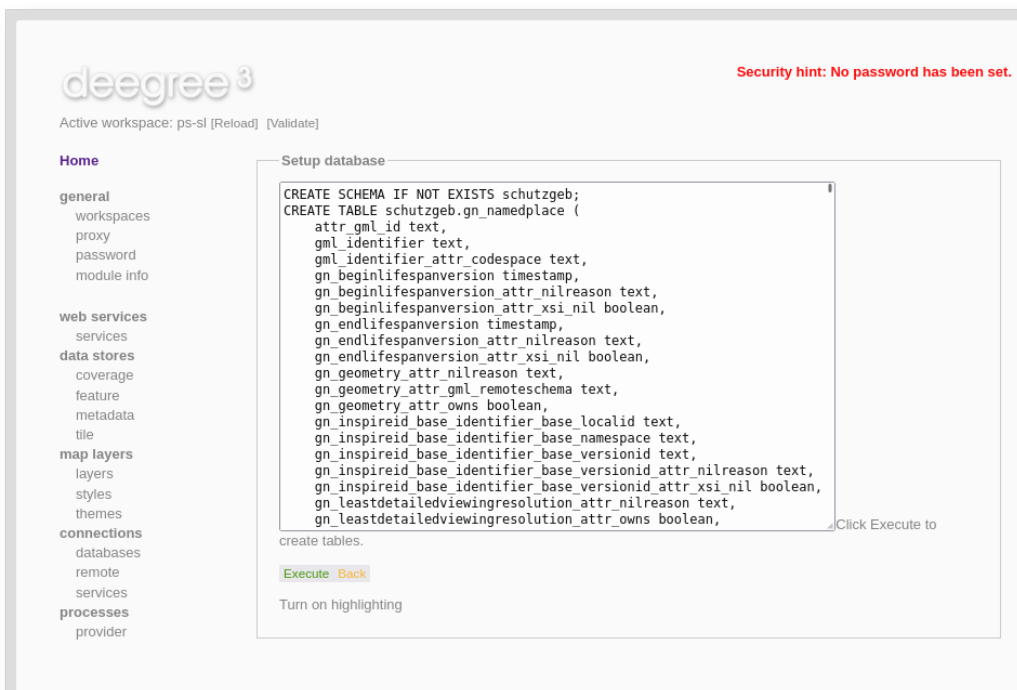 deegree 3
Security hint: No password has been set.
Active workspace: ps-sl [Reload] [Validate]
Home
general
workspaces
proxy
password
module info
web services
services
data stores
coverage
feature
metadata
tile
map layers
layers
styles
themes
connections
databases
remote
services
processes
provider
Setup database
CREATE SCHEMA IF NOT EXISTS schutzgeb;
CREATE TABLE schutzgeb.gn_namedplace (
attr_gml_id text,
gml_identifier text,
gml_identifier_attr_codespace text,
gn_beginlifespanversion timestamp,
gn_beginlifespanversion_attr_nilreason text,
gn_beginlifespanversion_attr_xsi_nil boolean,
gn_endlifespanversion timestamp,
gn_endlifespanversion_attr_nilreason text,
gn_endlifespanversion_attr_xsi_nil boolean,
gn_geometry_attr_nilreason text,
gn_geometry_attr_gml_remoteschema text,
gn_geometry_attr_owns boolean,
gn_inspireid_base_identifier_base_localid text,
gn_inspireid_base_identifier_base_namespace text,
gn_inspireid_base_identifier_base_versionid text,
gn_inspireid_base_identifier_base_versionid_attr_nilreason text,
gn_inspireid_base_identifier_base_versionid_attr_xsi_nil boolean,
gn_leastdetailedviewingresolution_attr_nilreason text,
gn_leastdetailedviewingresolution_attr_owns boolean,
Click Execute to
create tables.
Execute Back
Turn on highlighting